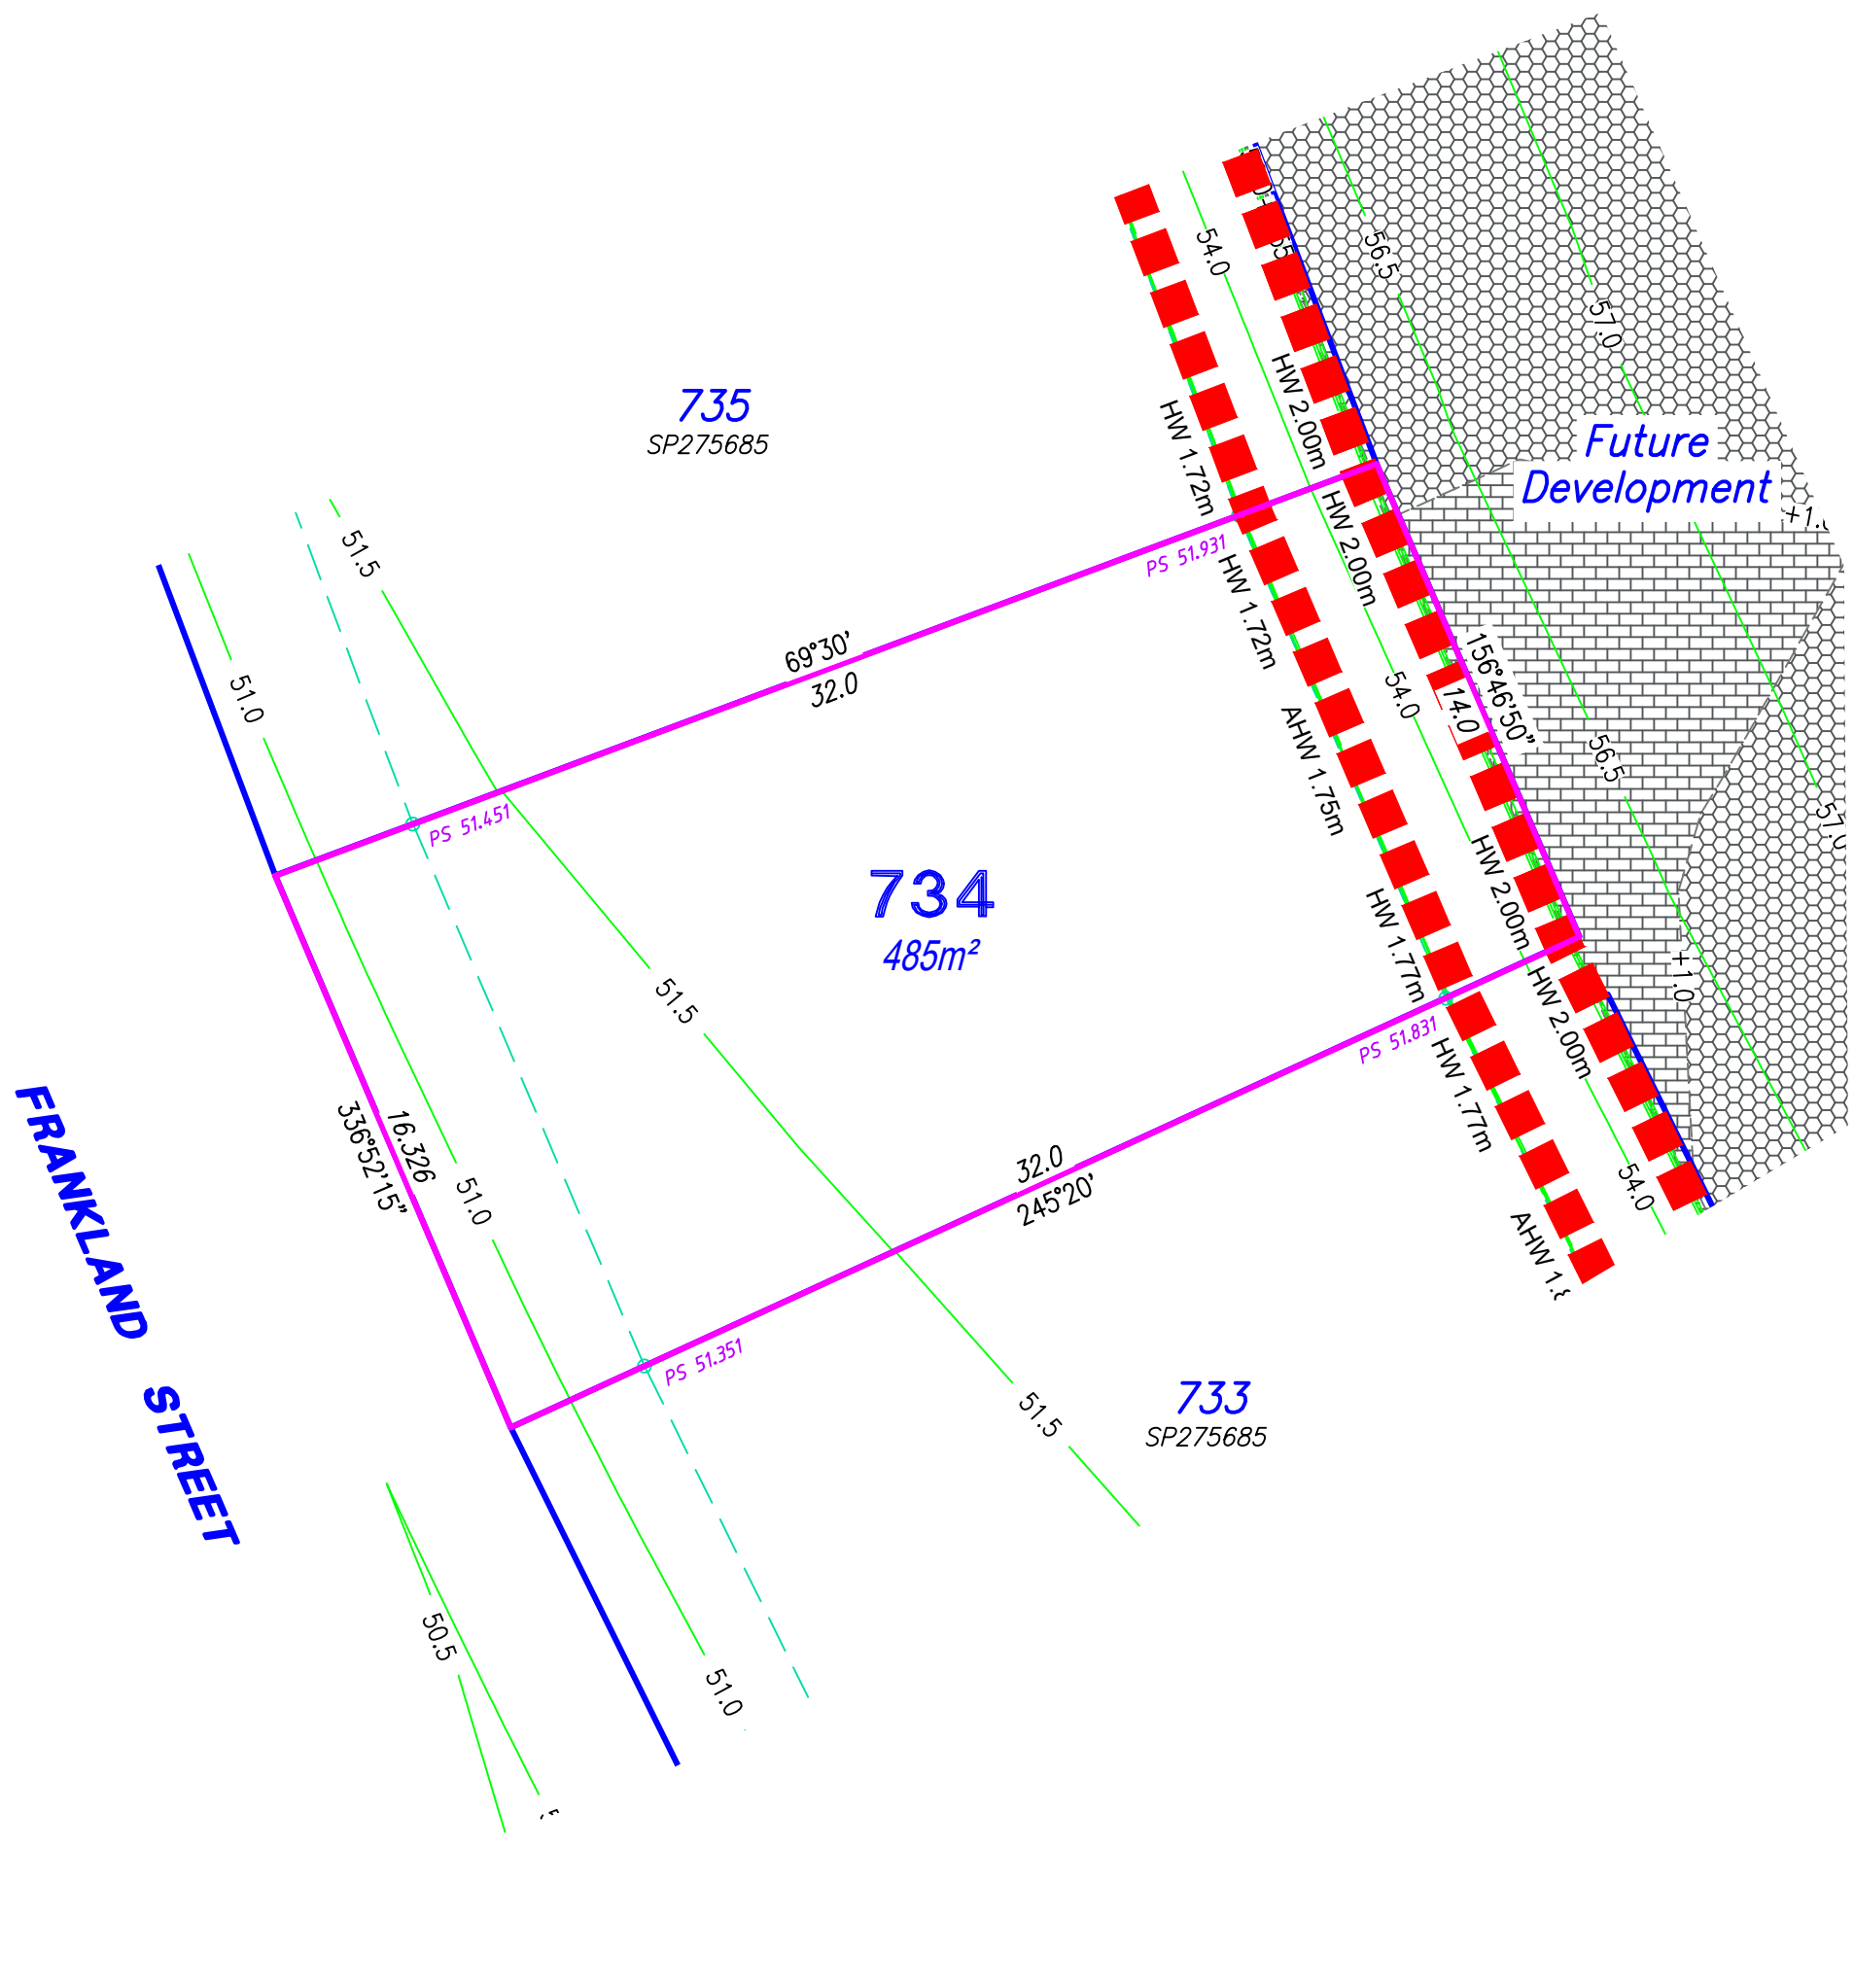 54.0
56.5
57.0
HW 2.00m
HW 1.72m
735
SP275685
Future
Development
HW 2.00m
PS 51.931
HW 1.72m
51.5
51.0
69°30'
32.0
54.0
14.0
156°46'50"
56.5
57.0
AHW 1.75m
PS 51.451
734
485m²
HW 2.00m
HW 1.77m
51.5
+1.0
HW 2.00m
PS 51.831
HW 1.77m
FRANKLAND STREET
16.326
336°52'15"
51.0
32.0
245°20'
54.0
PS 51.351
733
SP275685
51.5
50.5
51.0